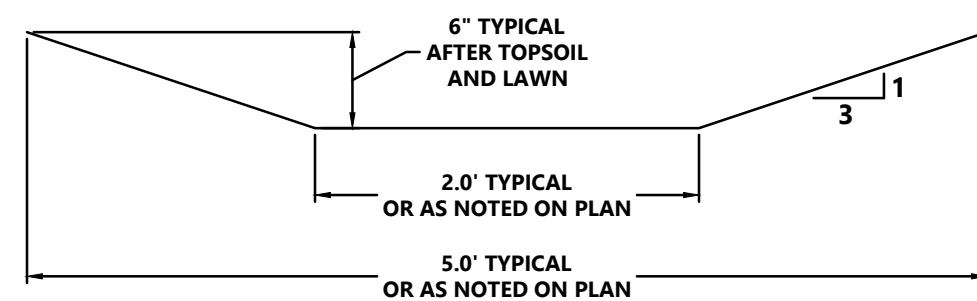 6" TYPICAL
AFTER TOPSOIL
AND LAWN
1
3
2.0' TYPICAL
OR AS NOTED ON PLAN
5.0' TYPICAL
OR AS NOTED ON PLAN